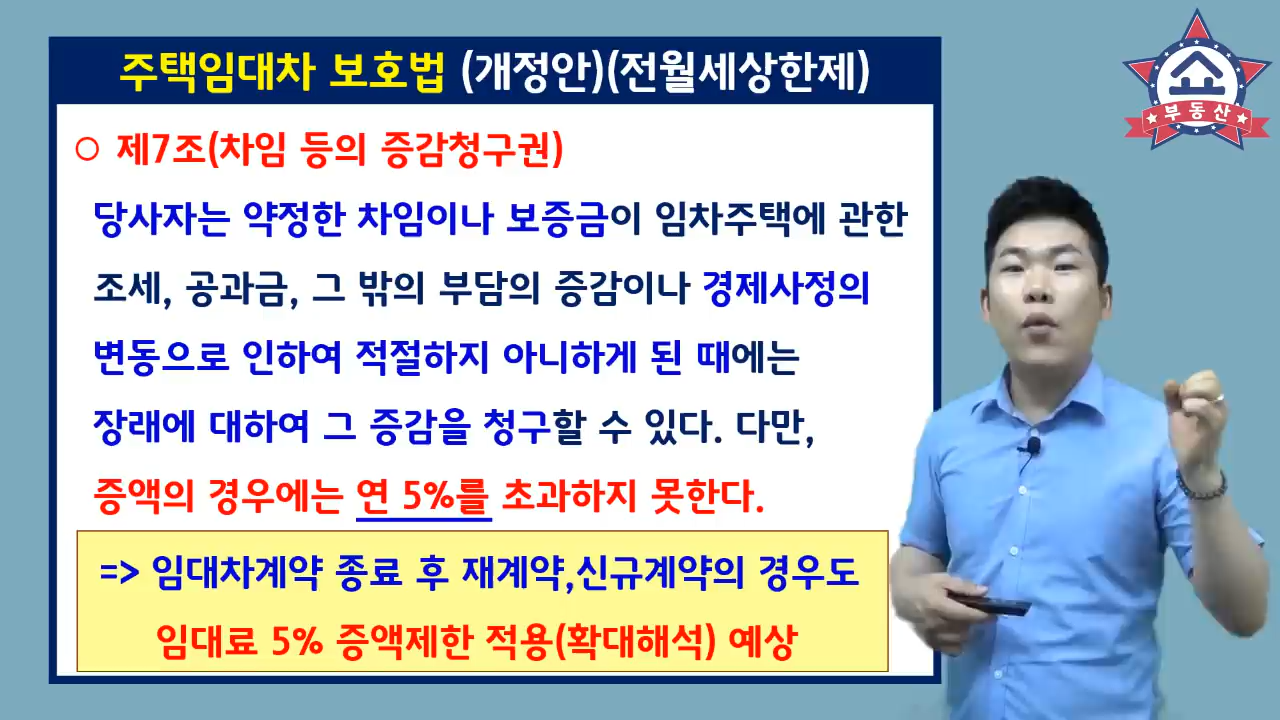 주택임대차 보호법 (개정안)(전월세상한제)
부동산
○ 제7조(차임 등의 증감청구권)
당사자는 약정한 차임이나 보증금이 임차주택에 관한
조세, 공과금, 그 밖의 부담의 증감이나 경제사정의
변동으로 인하여 적절하지 아니하게 된 때에는
장래에 대하여 그 증감을 청구할 수 있다. 다만,
증액의 경우에는 연 5%를 초과하지 못한다.
=> 임대차계약 종료 후 재계약,신규계약의 경우도
임대료 5% 증액제한 적용(확대해석) 예상